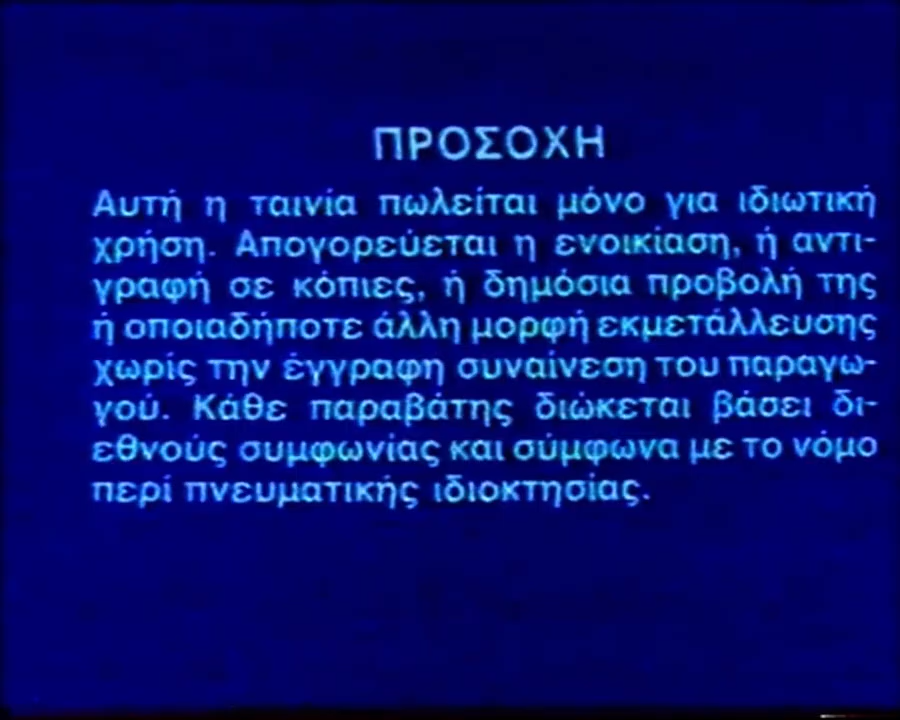 ΠΡΟΣΟΧΗ
Αυτή η ταινία πωλείται μόνο για ιδιωτική
χρήση. Απογορεύεται η ενοικίαση, ή αντι-
γραφή σε κόπιες, ή δημόσια προβολή της
ή οποιαδήποτε άλλη μορφή εκμετάλλευσης
χωρίς την έγγραφη συναίνεση του παραγω-
γού. Κάθε παραβάτης διώκεται βάσει δι-
εθνούς συμφωνίας και σύμφωνα με το νόμο
περί πνευματικής ιδιοκτησίας.